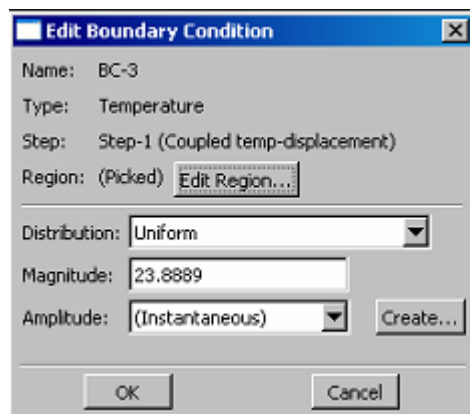 Edit Boundary Condition
Name: BC-3
Type: Temperature
Step: Step-1 (Coupled temp-displacement)
Region: (Picked) Edit Region...
Distribution: Uniform
Magnitude: 23.8889
Amplitude: (Instantaneous) Create...
OK Cancel